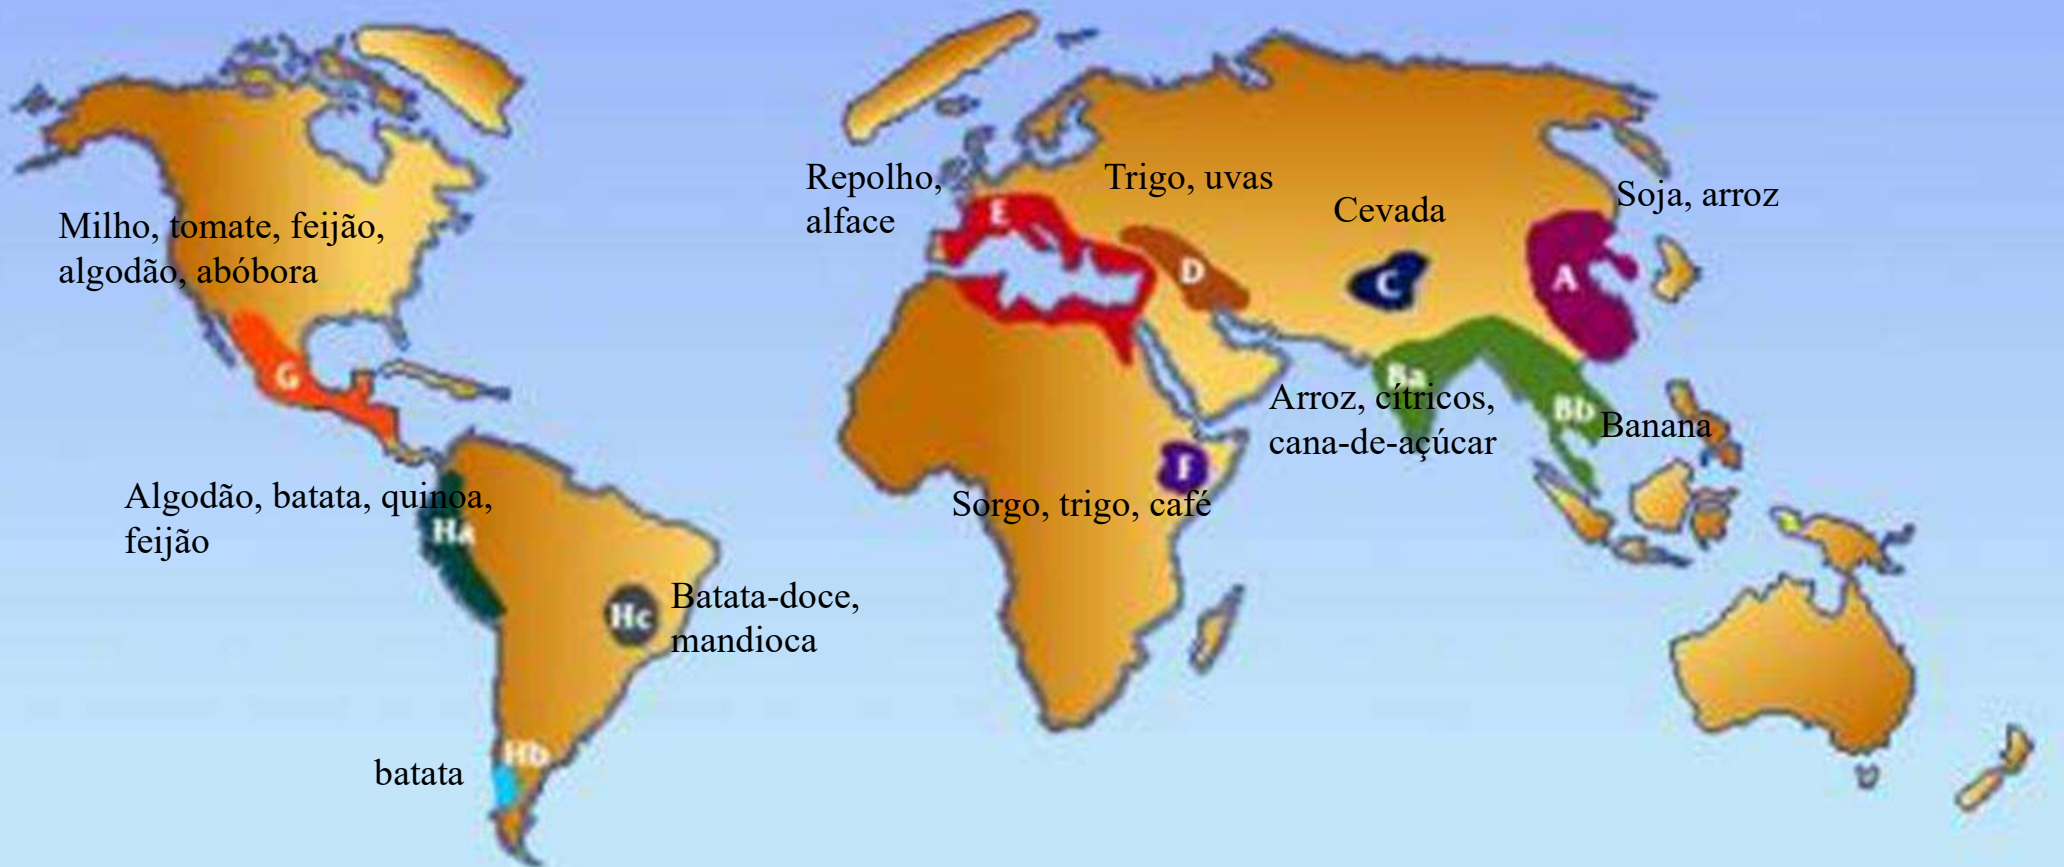 Repolho,
alface
Trigo, uvas
Cevada
Soja, arroz
Milho, tomate, feijão,
algodão, abóbora
E
D
C
A
G
Ba
Arroz, cítricos,
cana-de-açúcar
Bb
Banana
F
Sorgo, trigo, café
Algodão, batata, quinoa,
feijão
Ha
Hc
Batata-doce,
mandioca
Hb
batata